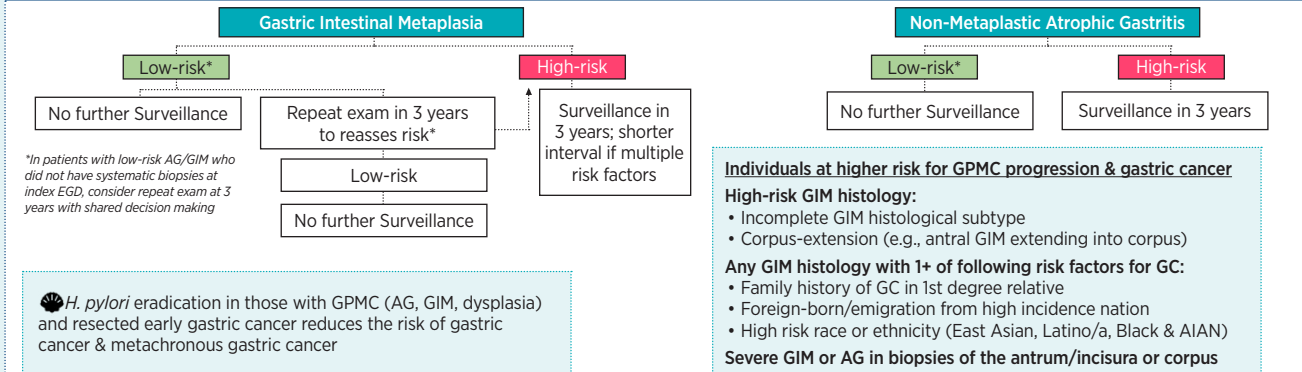 Gastric Intestinal Metaplasia
Low-risk*
High-risk
No further Surveillance
Repeat exam in 3 years
to reasses risk*
Surveillance in
3 years; shorter
interval if multiple
risk factors
*In patients with low-risk AG/GIM who
did not have systematic biopsies at
index EGD, consider repeat exam at 3
years with shared decision making
Low-risk
No further Surveillance
H. pylori eradication in those with GPMC (AG, GIM, dysplasia)
and resected early gastric cancer reduces the risk of gastric
cancer & metachronous gastric cancer
Non-Metaplastic Atrophic Gastritis
Low-risk*
High-risk
No further Surveillance
Surveillance in 3 years
Individuals at higher risk for GPMC progression & gastric cancer
High-risk GIM histology:
• Incomplete GIM histological subtype
• Corpus-extension (e.g., antral GIM extending into corpus)
Any GIM histology with 1+ of following risk factors for GC:
• Family history of GC in 1st degree relative
• Foreign-born/emigration from high incidence nation
• High risk race or ethnicity (East Asian, Latino/a, Black & AIAN)
Severe GIM or AG in biopsies of the antrum/incisura or corpus